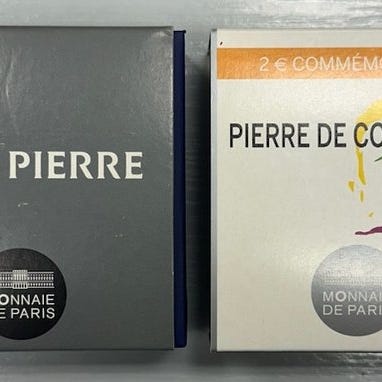 PIERRE
MONNAIE
DE PARIS
2 € COMMÉMO
PIERRE DE CO
MONNAIE
DE PARIS